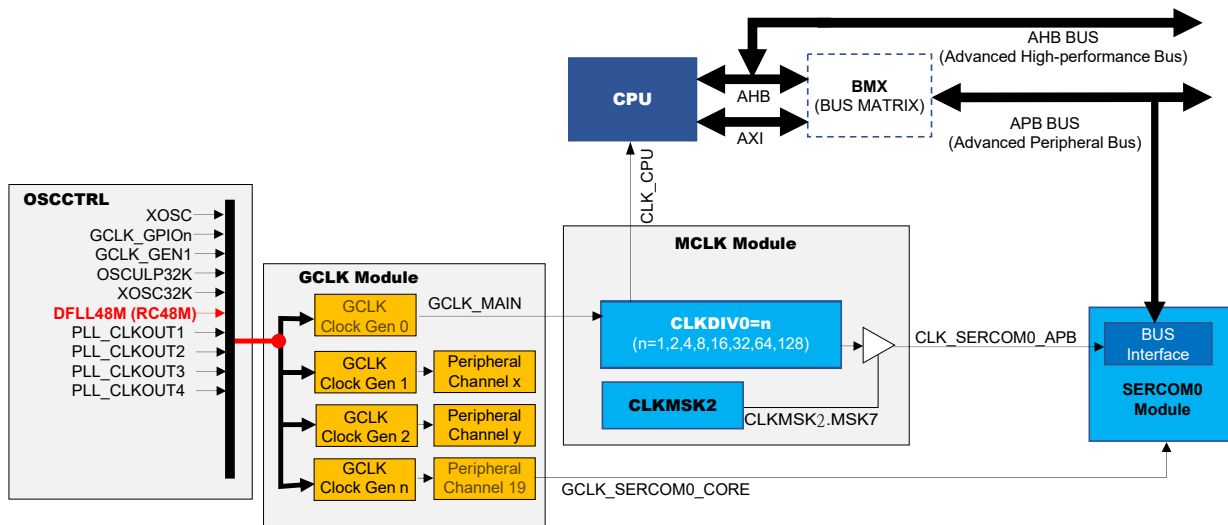 AHB BUS
(Advanced High-performance Bus)
CPU
AHB
AXI
BMX
(BUS MATRIX)
APB BUS
(Advanced Peripheral Bus)
CLK_CPU
OSCCTRL
XOSC
GCLK_GPIOn
GCLK_GEN1
OSCULP32K
XOSC32K
DFLL48M (RC48M)
PLL_CLKOUT1
PLL_CLKOUT2
PLL_CLKOUT3
PLL_CLKOUT4
GCLK Module
GCLK
Clock Gen 0
GCLK_MAIN
GCLK
Clock Gen 1
Peripheral
Channel x
GCLK
Clock Gen 2
Peripheral
Channel y
GCLK
Clock Gen n
Peripheral
Channel 19
GCLK_SERCOM0_CORE
MCLK Module
CLKDIV0=n
(n=1,2,4,8,16,32,64,128)
CLKMSK2
CLKMSK2.MSK7
CLK_SERCOM0_APB
BUS
Interface
SERCOM0
Module